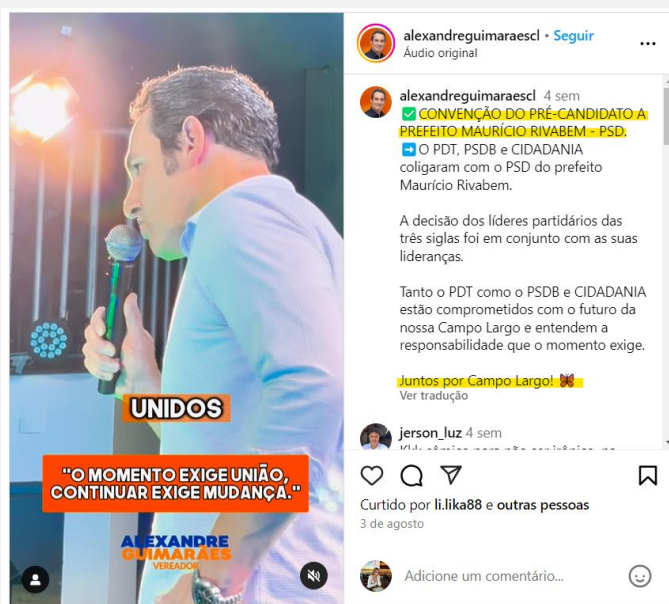 alexandreguimaraescl • Seguir
Áudio original
alexandreguimaraescl 4 sem
✅ CONVENÇÃO DO PRÉ-CANDIDATO A
PREFEITO MAURÍCIO RIVABEM - PSD.
➡️ O PDT, PSDB e CIDADANIA
coligaram com o PSD do prefeito
Maurício Rivabem.
A decisão dos líderes partidários das
três siglas foi em conjunto com as suas
lideranças.
Tanto o PDT como o PSDB e CIDADANIA
estão comprometidos com o futuro da
nossa Campo Largo e entendem a
responsabilidade que o momento exige.
Juntos por Campo Largo! 🦋
Ver tradução
jerson_luz 4 sem
UNIDOS
"O MOMENTO EXIGE UNIÃO,
CONTINUAR EXIGE MUDANÇA."
ALEXANDRE
GUIMARÃES
VEREADOR
Curtido por li.lika88 e outras pessoas
3 de agosto
Adicione um comentário...